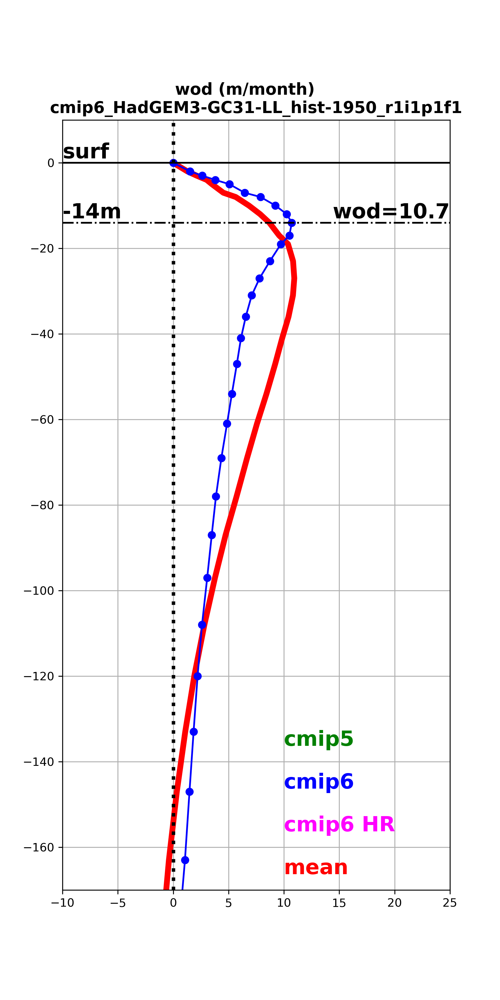 wod (m/month)
cmip6_HadGEM3-GC31-LL_hist-1950_r1i1p1f1
surf
0
-14m wod=10.7
−20
−40
−60
−80
−100
−120
cmip5
−140
cmip6
cmip6 HR
−160
mean
−10 −5 0 5 10 15 20 25